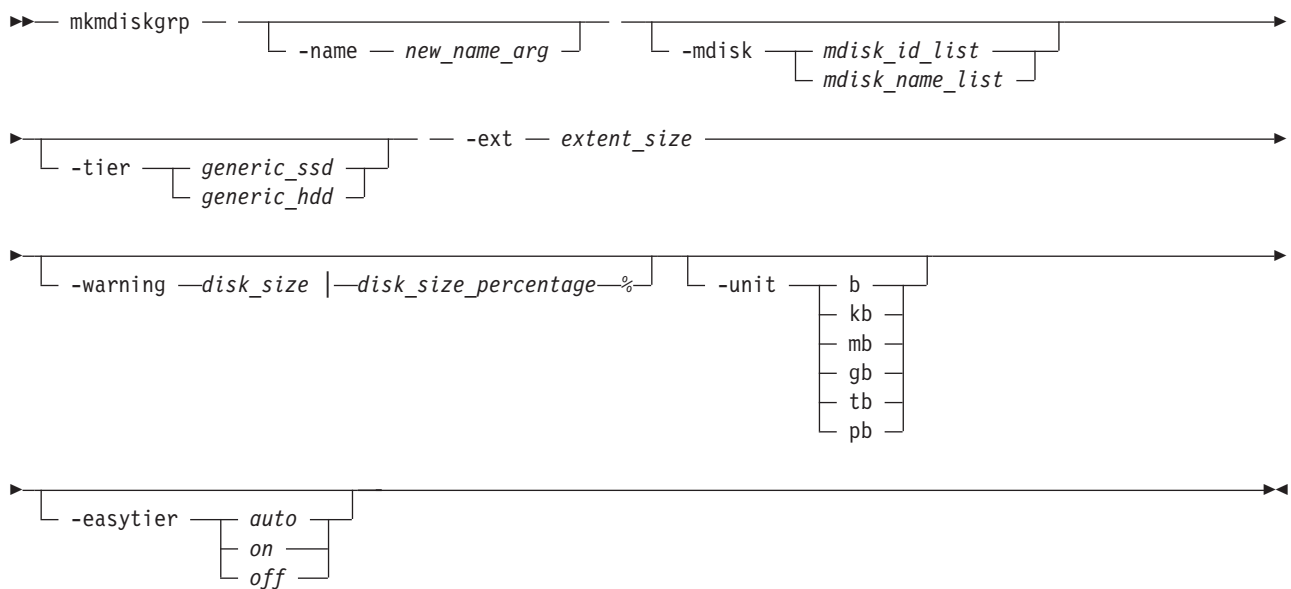 mkmdiskgrp -name new_name_arg -mdisk mdisk_id_list
mdisk_name_list
-tier generic_ssd -ext extent_size
generic_hdd
-warning disk_size | disk_size_percentage % -unit b
kb
mb
gb
tb
pb
-easytier auto
on
off